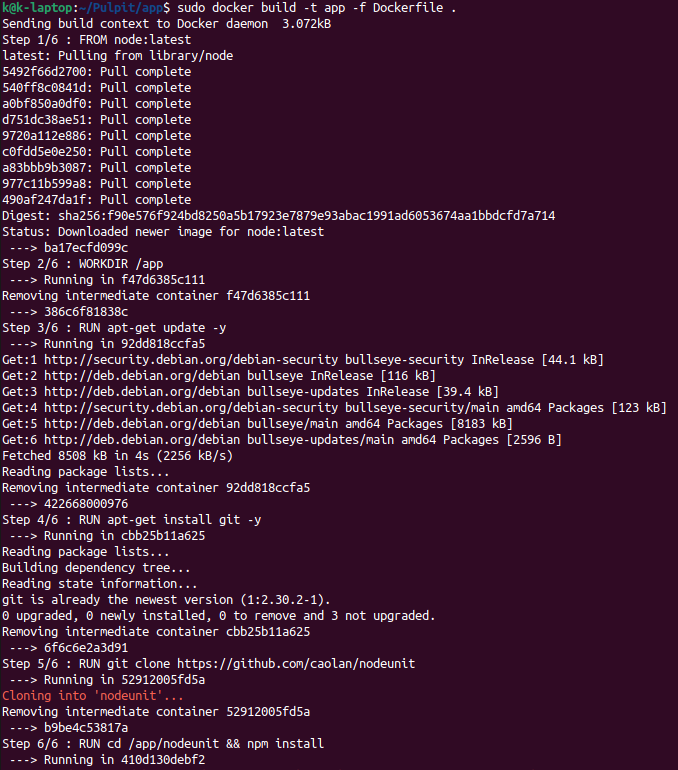 k@k-laptop:~/Pulpit/app$ sudo docker build -t app -f Dockerfile .
Sending build context to Docker daemon  3.072kB
Step 1/6 : FROM node:latest
latest: Pulling from library/node
5492f66d2700: Pull complete
540ff8c0841d: Pull complete
a0bf850a0df0: Pull complete
d751dc38ae51: Pull complete
9720a112e886: Pull complete
c0fdd5e0e250: Pull complete
a83bbb9b3087: Pull complete
977c11b599a8: Pull complete
490af247da1f: Pull complete
Digest: sha256:f90e576f924bd8250a5b17923e7879e93abac1991ad6053674aa1bbdcfd7a714
Status: Downloaded newer image for node:latest
 ---> ba17ecfd099c
Step 2/6 : WORKDIR /app
 ---> Running in f47d6385c111
Removing intermediate container f47d6385c111
 ---> 386c6f81838c
Step 3/6 : RUN apt-get update -y
 ---> Running in 92dd818ccfa5
Get:1 http://security.debian.org/debian-security bullseye-security InRelease [44.1 kB]
Get:2 http://deb.debian.org/debian bullseye InRelease [116 kB]
Get:3 http://deb.debian.org/debian bullseye-updates InRelease [39.4 kB]
Get:4 http://security.debian.org/debian-security bullseye-security/main amd64 Packages [123 kB]
Get:5 http://deb.debian.org/debian bullseye/main amd64 Packages [8183 kB]
Get:6 http://deb.debian.org/debian bullseye-updates/main amd64 Packages [2596 B]
Fetched 8508 kB in 4s (2256 kB/s)
Reading package lists...
Removing intermediate container 92dd818ccfa5
 ---> 422668000976
Step 4/6 : RUN apt-get install git -y
 ---> Running in cbb25b11a625
Reading package lists...
Building dependency tree...
Reading state information...
git is already the newest version (1:2.30.2-1).
0 upgraded, 0 newly installed, 0 to remove and 3 not upgraded.
Removing intermediate container cbb25b11a625
 ---> 6f6c6e2a3d91
Step 5/6 : RUN git clone https://github.com/caolan/nodeunit
 ---> Running in 52912005fd5a
Cloning into 'nodeunit'...
Removing intermediate container 52912005fd5a
 ---> b9be4c53817a
Step 6/6 : RUN cd /app/nodeunit && npm install
 ---> Running in 410d130debf2